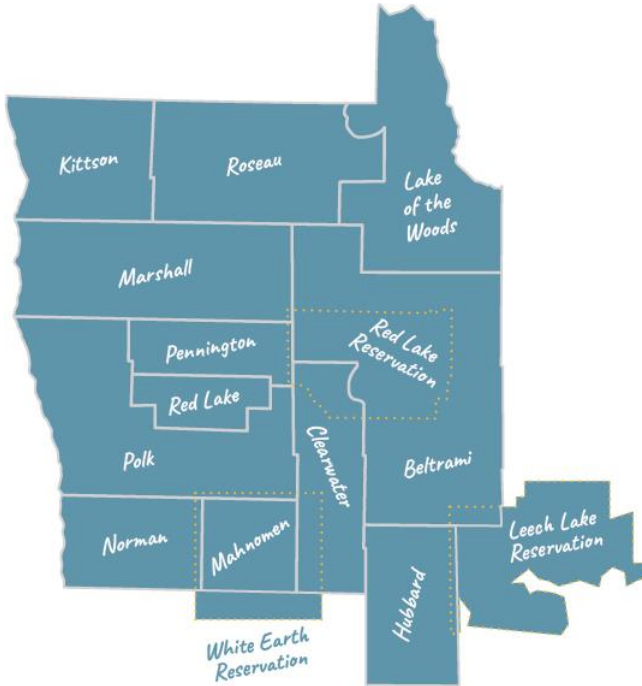 Kittson
Roseau
Lake
of the
Woods
Marshall
Red Lake
Reservation
Pennington
Red Lake
Polk
Clearwater
Beltrami
Norman
Mahnomen
Leech Lake
Reservation
Hubbard
White Earth
Reservation